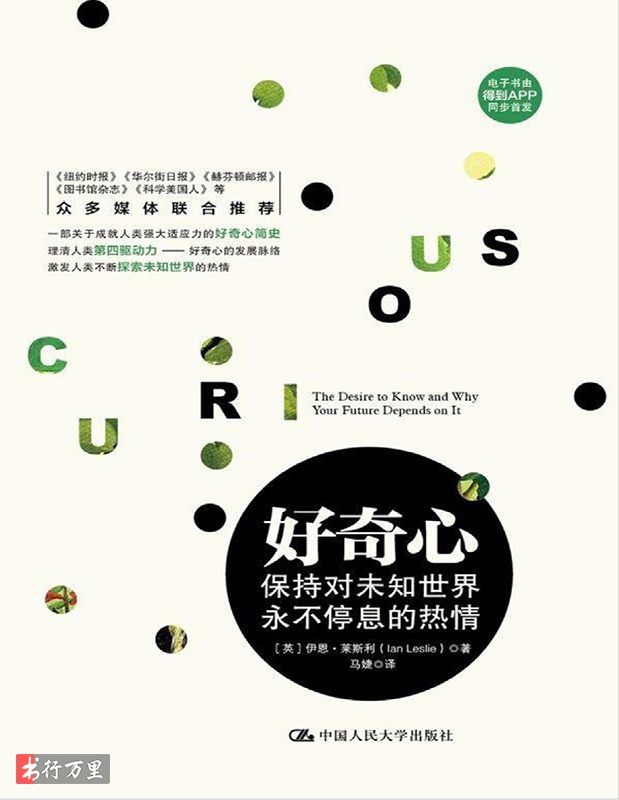 电子书由
得到APP
同步首发
《纽约时报》《华尔街日报》《赫芬顿邮报》
《图书馆杂志》《科学美国人》等
众多媒体联合推荐
一部关于成就人类强大适应力的好奇心简史
理清人类第四驱动力 —— 好奇心的发展脉络
激发人类不断探索未知世界的热情
CURIOUS
The Desire to Know and Why
Your Future Depends on It
好奇心
保持对未知世界
永不停息的热情
［英］伊恩·莱斯利（Ian Leslie）◎著
马婕◎译
中国人民大学出版社
书行万里